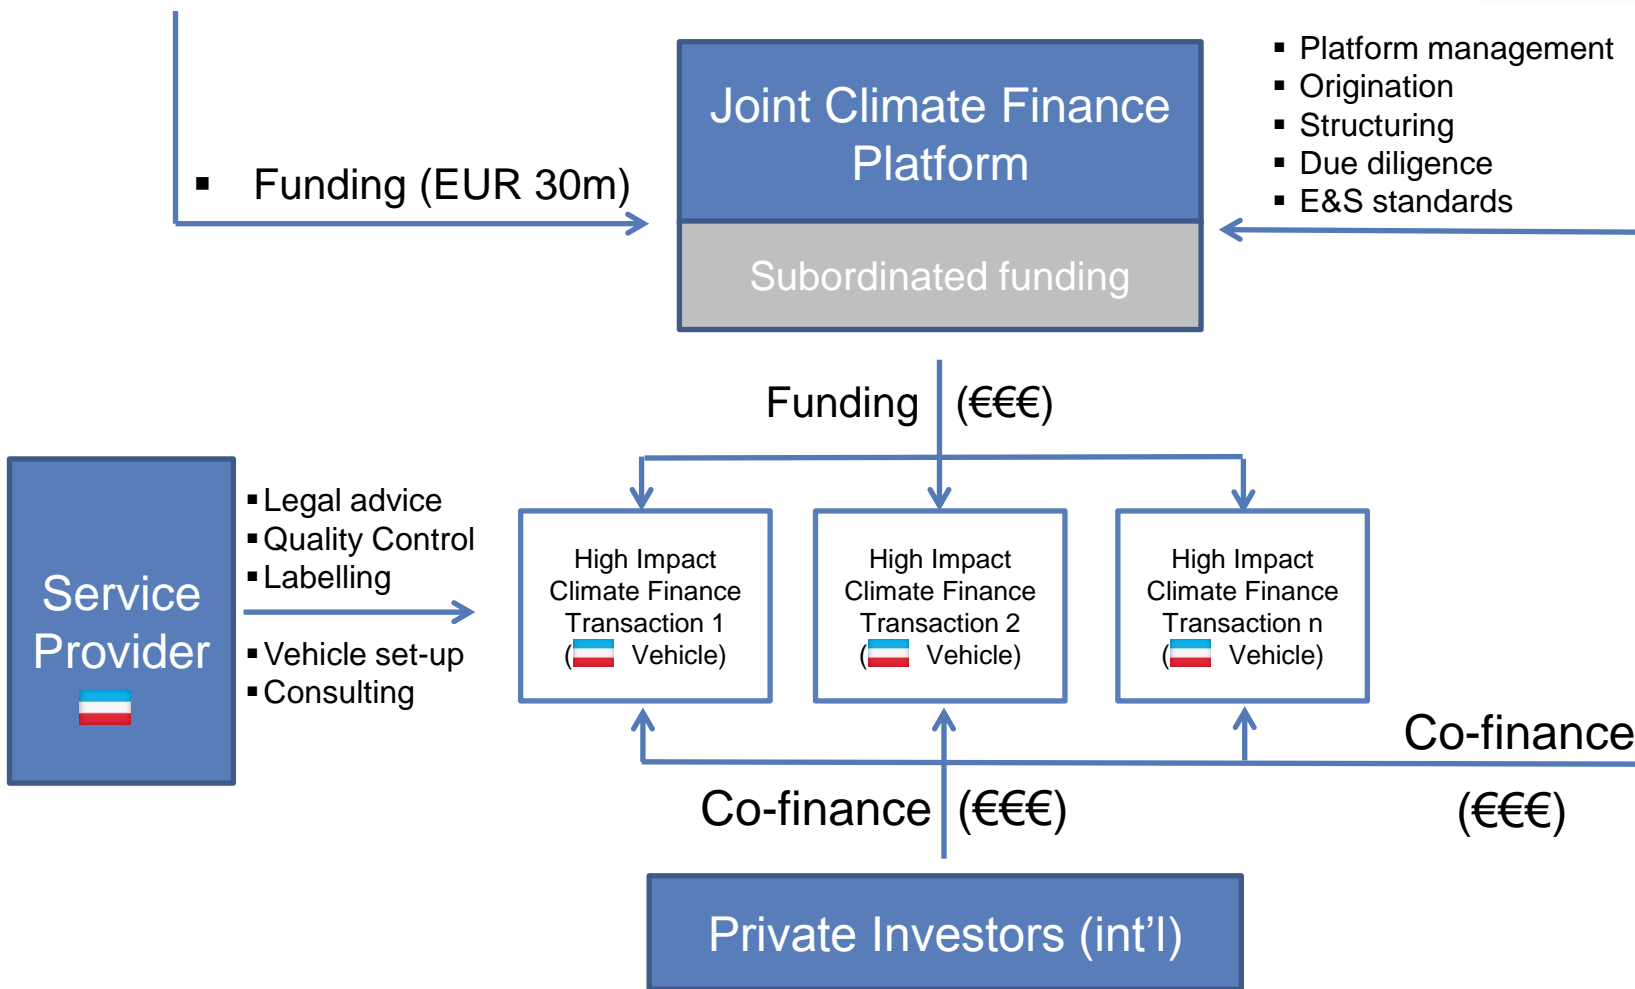 Joint Climate Finance
Platform
Subordinated funding
▪ Funding (EUR 30m)
▪ Platform management
▪ Origination
▪ Structuring
▪ Due diligence
▪ E&S standards
Funding (€€€)
Service
Provider
▪ Legal advice
▪ Quality Control
▪ Labelling
▪ Vehicle set-up
▪ Consulting
High Impact
Climate Finance
Transaction 1
( Vehicle)
High Impact
Climate Finance
Transaction 2
( Vehicle)
High Impact
Climate Finance
Transaction n
( Vehicle)
Co-finance
(€€€)
Co-finance (€€€)
Private Investors (int'l)